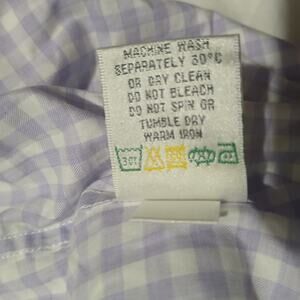 MACHINE WASH
SEPARATELY 30°C
OR DRY CLEAN
DO NOT BLEACH
DO NOT SPIN OR
TUMBLE DRY
WARM IRON
30